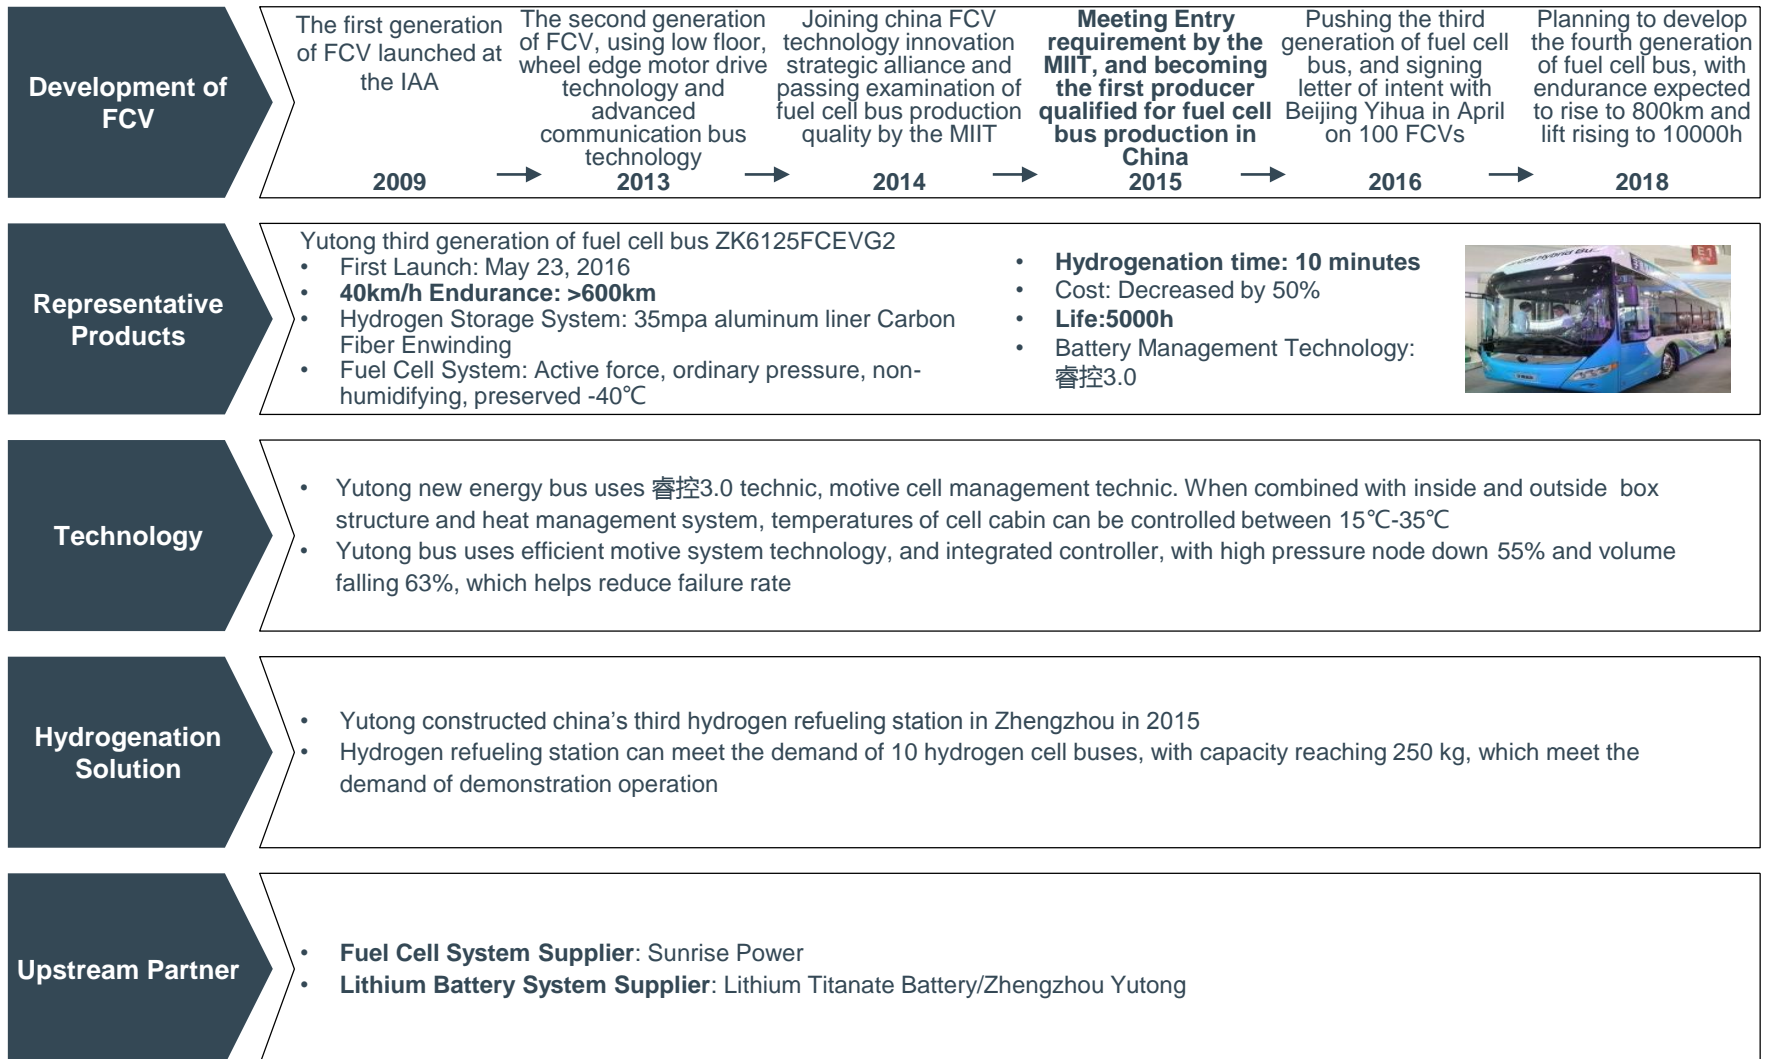 Development of
FCV
The first generation
of FCV launched at
the IAA
2009
The second generation
of FCV, using low floor,
wheel edge motor drive
technology and
advanced
communication bus
technology
2013
Joining china FCV
technology innovation
strategic alliance and
passing examination of
fuel cell bus production
quality by the MIIT
2014
Meeting Entry
requirement by the
MIIT, and becoming
the first producer
qualified for fuel cell
bus production in
China
2015
Pushing the third
generation of fuel cell
bus, and signing
letter of intent with
Beijing Yihua in April
on 100 FCVs
2016
Planning to develop
the fourth generation
of fuel cell bus, with
endurance expected
to rise to 800km and
lift rising to 10000h
2018
Representative
Products
Yutong third generation of fuel cell bus ZK6125FCEVG2
• First Launch: May 23, 2016
• 40km/h Endurance: >600km
• Hydrogen Storage System: 35mpa aluminum liner Carbon
Fiber Enwinding
• Fuel Cell System: Active force, ordinary pressure, non-
humidifying, preserved -40℃
• Hydrogenation time: 10 minutes
• Cost: Decreased by 50%
• Life:5000h
• Battery Management Technology:
睿控3.0
E1
Technology
• Yutong new energy bus uses 睿控3.0 technic, motive cell management technic. When combined with inside and outside box
structure and heat management system, temperatures of cell cabin can be controlled between 15℃-35℃
• Yutong bus uses efficient motive system technology, and integrated controller, with high pressure node down 55% and volume
falling 63%, which helps reduce failure rate
Hydrogenation
Solution
• Yutong constructed china's third hydrogen refueling station in Zhengzhou in 2015
• Hydrogen refueling station can meet the demand of 10 hydrogen cell buses, with capacity reaching 250 kg, which meet the
demand of demonstration operation
Upstream Partner
• Fuel Cell System Supplier: Sunrise Power
• Lithium Battery System Supplier: Lithium Titanate Battery/Zhengzhou Yutong